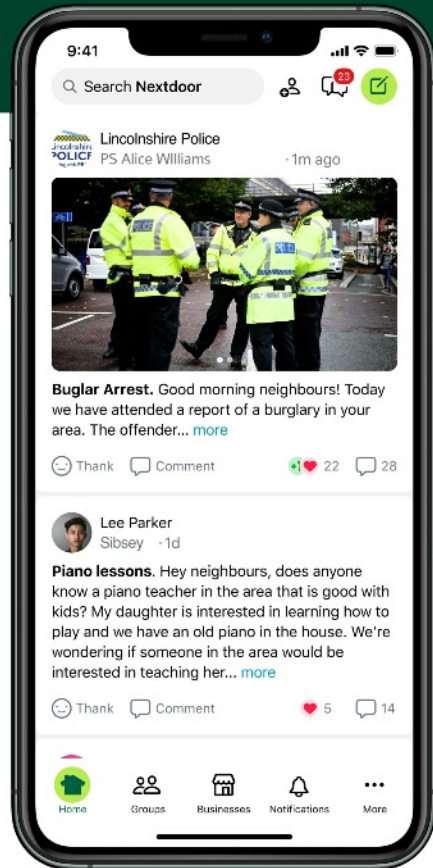 9:41
Search Nextdoor
23
Lincolnshire Police
Lincolnshire
POLICE
PS Alice WIlliams
· 1m ago
POLICE
Buglar Arrest. Good morning neighbours! Today
we have attended a report of a burglary in your
area. The offender... more
Thank
Comment
22
28
Lee Parker
Sibsey · 1d
Piano lessons. Hey neighbours, does anyone
know a piano teacher in the area that is good with
kids? My daughter is interested in learning how to
play and we have an old piano in the house. We're
wondering if someone in the area would be
interested in teaching her... more
Thank
Comment
5
14
Home
Groups
Businesses
Notifications
More